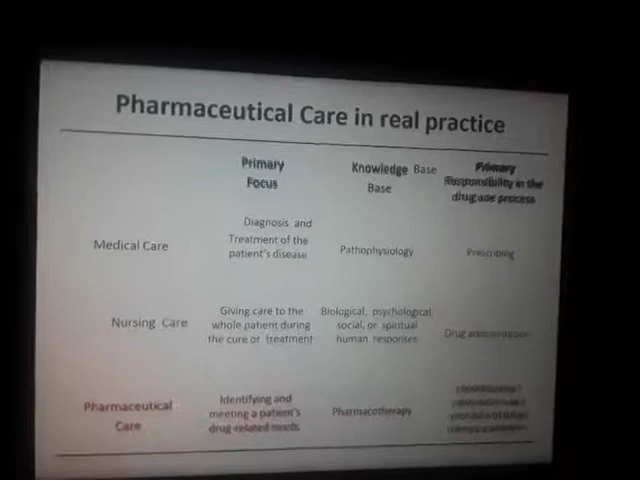 Pharmaceutical Care in real practice
Primary
Focus
Knowledge Base
Base
Primary
Responsibility in the
drug use process
Medical Care
Diagnosis and
Treatment of the
patient's disease
Pathophysiology
Prescribing
Nursing Care
Giving care to the
whole patient during
the cure or treatment
Biological, psychological,
social, or spiritual
human responses
Drug administration
Pharmaceutical
Care
Identifying and
meeting a patient's
drug-related needs
Pharmacotherapy